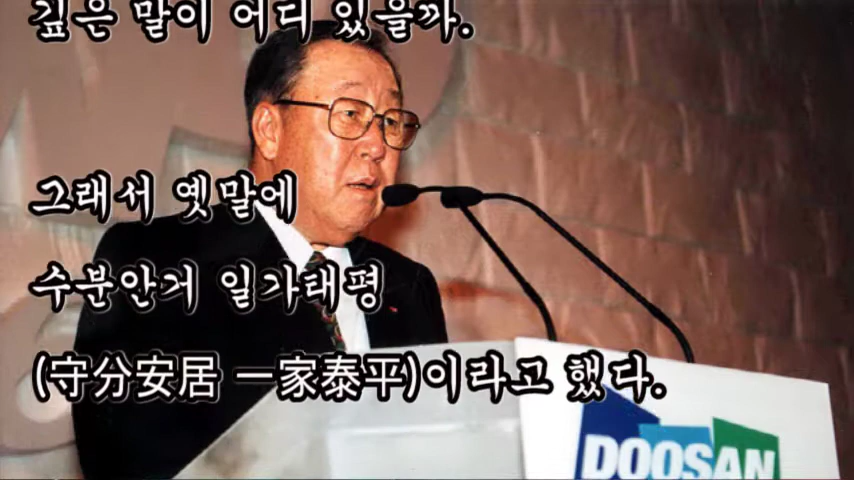 깊은 말이 어디 있을까.
그래서 옛말에
수분안거 일가태평
(守分安居 一家泰平)이라고 했다.
DOOSAN